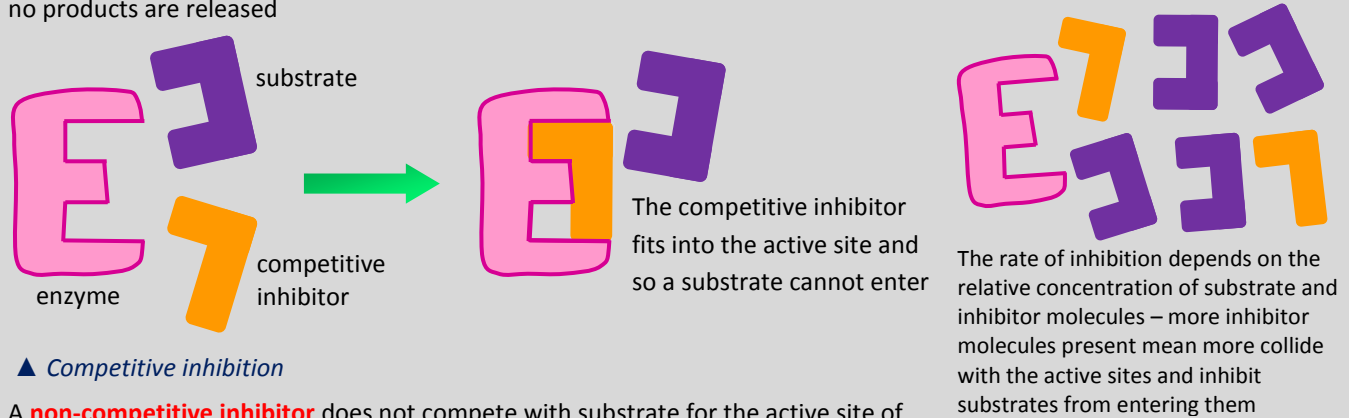 no products are released
substrate
competitive
inhibitor
enzyme
The competitive inhibitor
fits into the active site and
so a substrate cannot enter
The rate of inhibition depends on the
relative concentration of substrate and
inhibitor molecules – more inhibitor
molecules present mean more collide
with the active sites and inhibit
substrates from entering them
▲ Competitive inhibition
A non-competitive inhibitor does not compete with substrate for the active site of